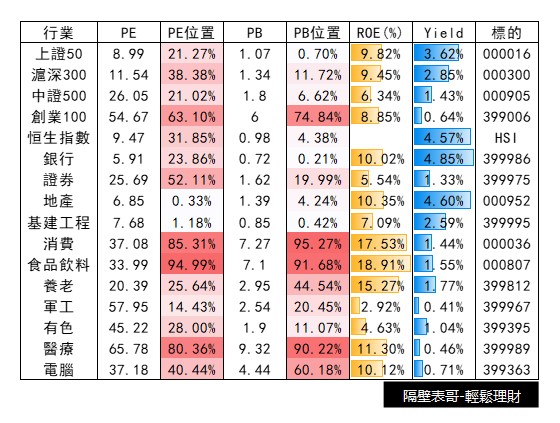 行業 PE PE位置 PB PB位置 ROE(%) Yield 標的
上證50 8.99 21.27% 1.07 0.70% 9.82% 3.62% 000016
滬深300 11.54 38.38% 1.34 11.72% 9.45% 2.85% 000300
中證500 26.05 21.02% 1.8 6.62% 6.34% 1.43% 000905
創業100 54.67 63.10% 6 74.84% 8.85% 0.64% 399006
恒生指數 9.47 31.85% 0.98 4.38% 4.57% HSI
銀行 5.91 23.86% 0.72 0.21% 10.02% 4.85% 399986
證券 25.69 52.11% 1.62 19.99% 5.54% 1.33% 399975
地產 6.85 0.33% 1.39 4.24% 10.35% 4.60% 000952
基建工程 7.68 1.18% 0.85 0.42% 7.09% 2.59% 399995
消費 37.08 85.31% 7.27 95.27% 17.53% 1.44% 000036
食品飲料 33.99 94.99% 7.1 91.68% 18.91% 1.55% 000807
養老 20.39 25.64% 2.95 44.54% 15.27% 1.77% 399812
軍工 57.95 14.43% 2.54 20.45% 2.92% 0.41% 399967
有色 45.22 28.00% 1.9 11.07% 4.63% 1.04% 399395
醫療 65.78 80.36% 9.32 90.22% 11.30% 0.46% 399989
電腦 37.18 40.44% 4.44 60.18% 10.12% 0.71% 399363
隔壁表哥-輕鬆理財